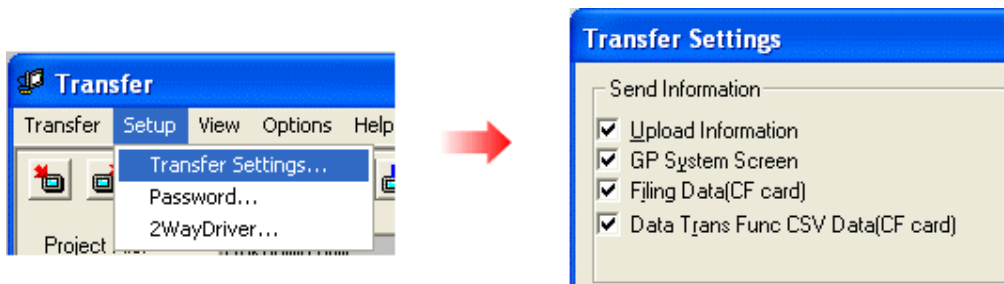 Transfer
Transfer Setup View Options Help
Transfer Settings...
Password...
2WayDriver...
Project
Transfer Settings
Send Information
Upload Information
GP System Screen
Filing Data(CF card)
Data Trans Func CSV Data(CF card)